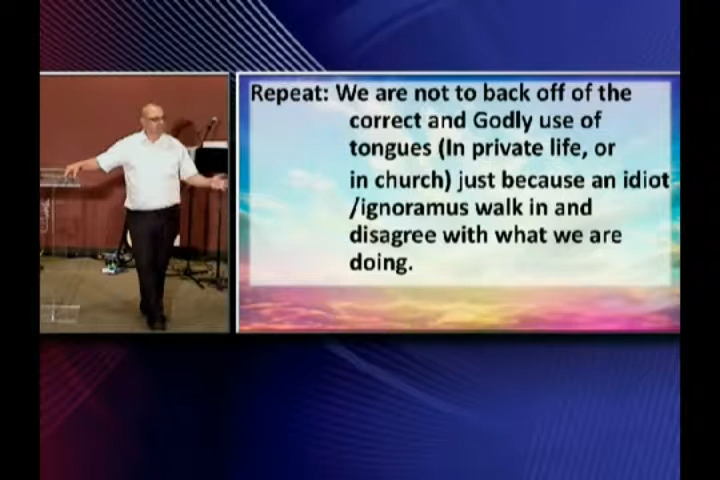 Repeat: We are not to back off of the
correct and Godly use of
tongues (In private life, or
in church) just because an idiot
/ignoramus walk in and
disagree with what we are
doing.